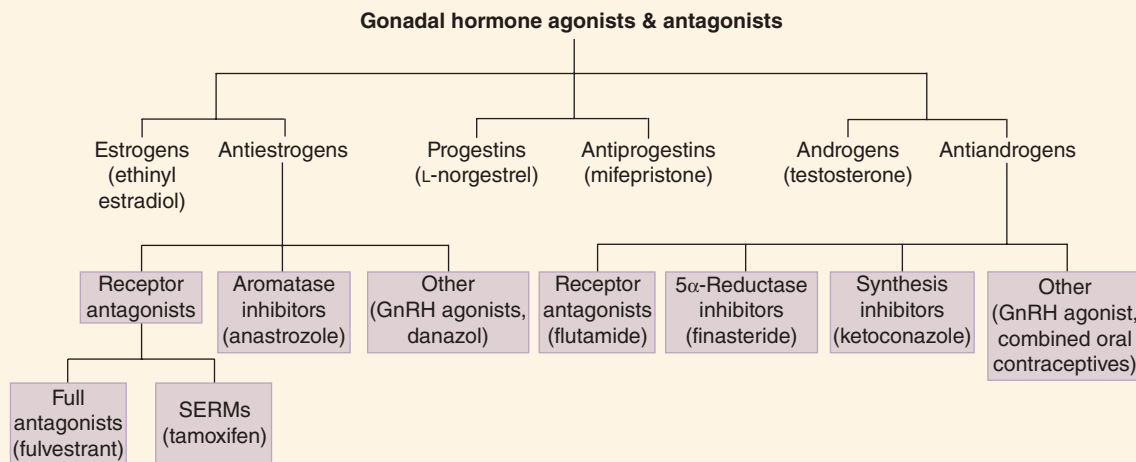 Gonadal hormone agonists & antagonists
Estrogens
(ethinyl
estradiol)
Antiestrogens
Progestins
(L-norgestrel)
Antiprogestins
(mifepristone)
Androgens
(testosterone)
Antiandrogens
Receptor
antagonists
Aromatase
inhibitors
(anastrozole)
Other
(GnRH agonists,
danazol)
Receptor
antagonists
(flutamide)
5α-Reductase
inhibitors
(finasteride)
Synthesis
inhibitors
(ketoconazole)
Other
(GnRH agonist,
combined oral
contraceptives)
Full
antagonists
(fulvestrant)
SERMs
(tamoxifen)